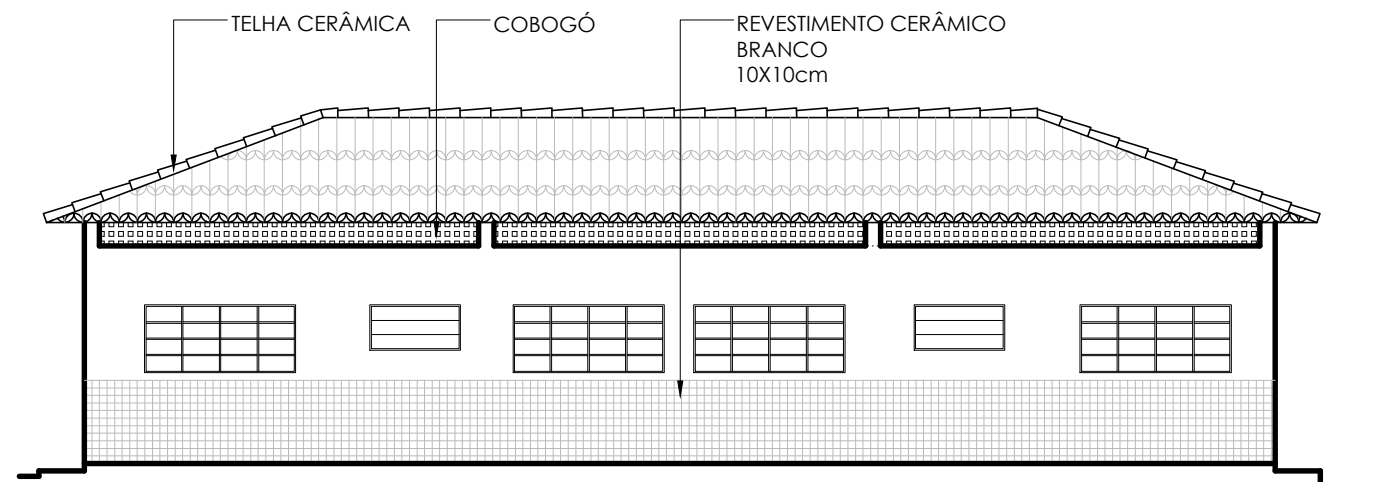 TELHA CERÂMICA
COBOGÓ
REVESTIMENTO CERÂMICO
BRANCO
10X10cm